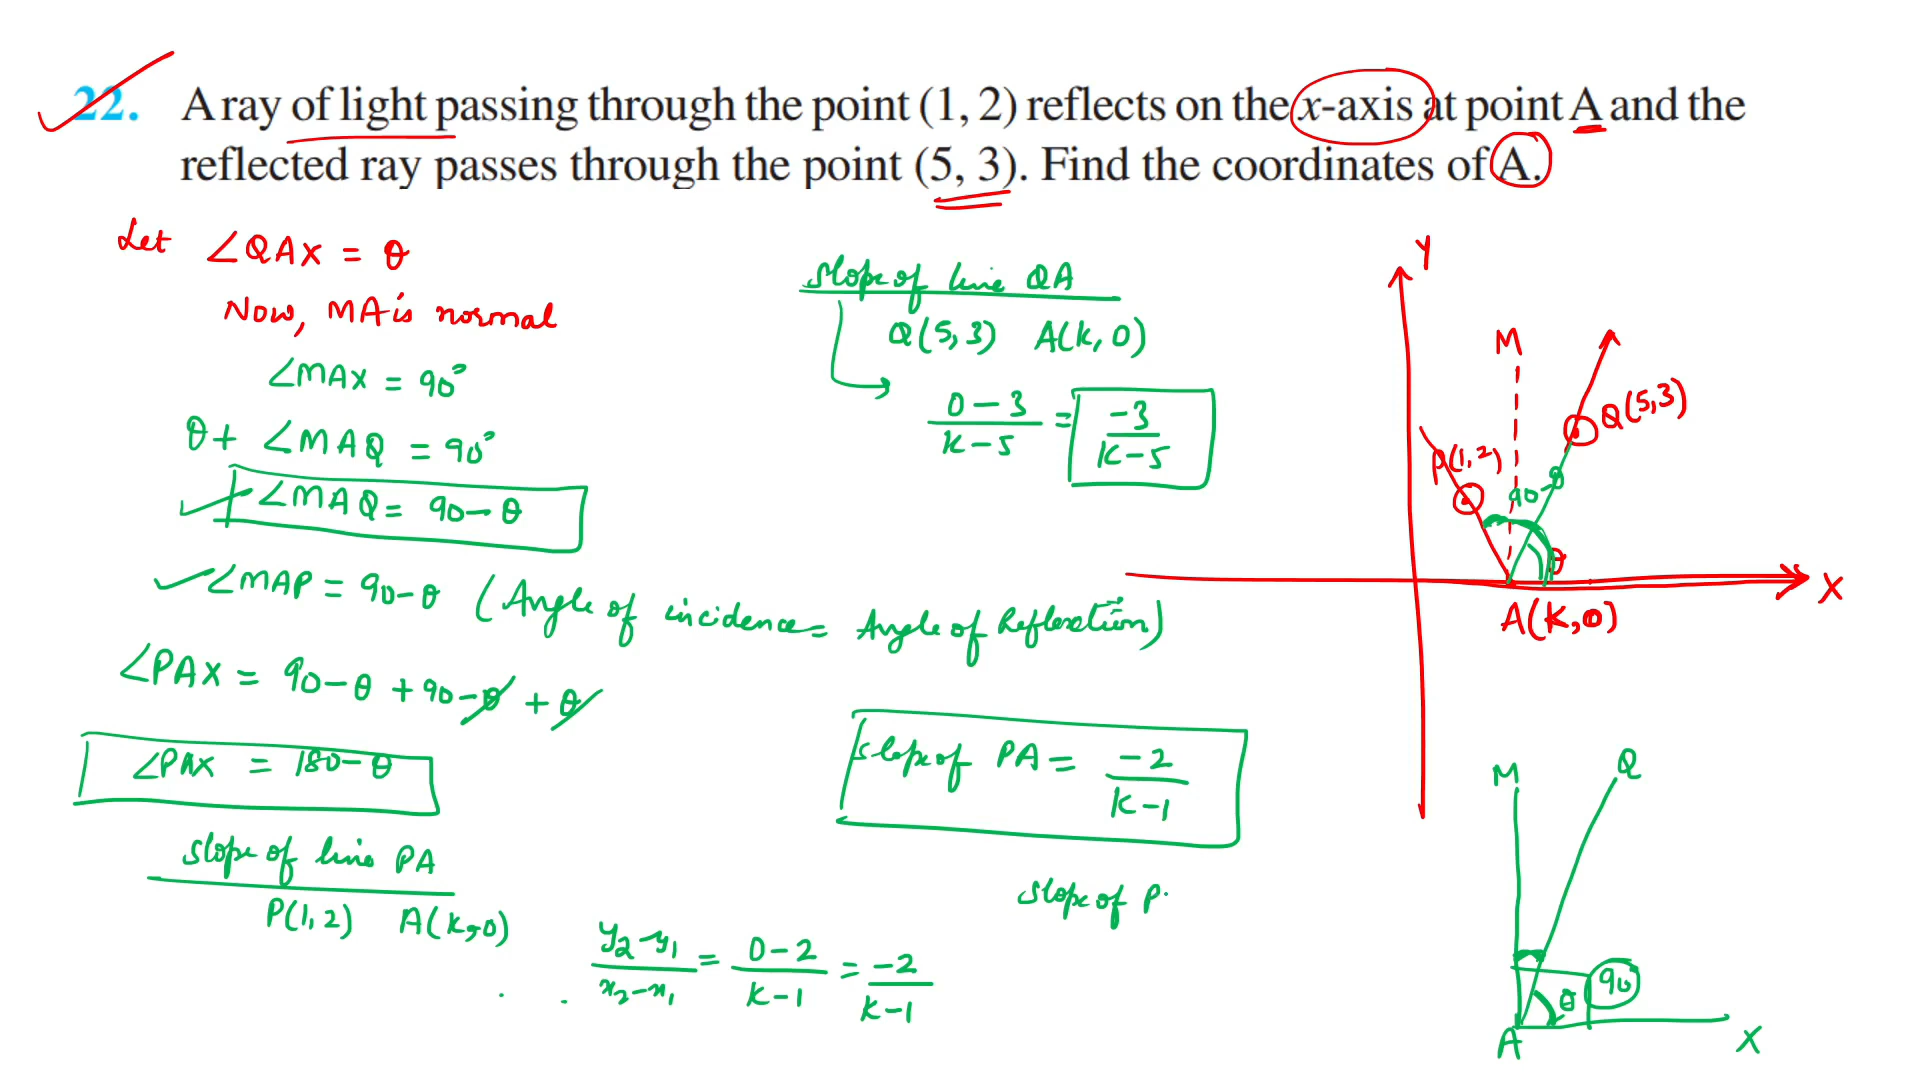 22. A ray of light passing through the point (1, 2) reflects on the x-axis at point A and the
reflected ray passes through the point (5, 3). Find the coordinates of A.
Let ∠QAX = θ
Now, MA is normal
∠MAX = 90°
θ + ∠MAQ = 90°
∠MAQ = 90 - θ
∠MAP = 90 - θ (Angle of incidence = Angle of Reflection)
∠PAX = 90 - θ + 90 - θ + θ
∠PAX = 180 - θ
slope of line PA
P(1,2) A(k,0)
y₂-y₁/x₂-x₁ = 0-2/k-1 = -2/k-1
slope of line QA
Q(5,3) A(k,0)
0-3/k-5 = -3/k-5
slope of PA = -2/k-1
slope of P
Y
M
Q(5,3)
P(1,2)
90-θ
θ
X
A(k,0)
M
Q
θ
90
A
X